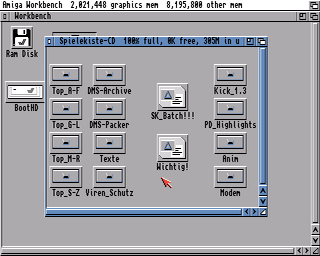 Amiga Workbench 2,021,448 graphics mem 8,195,800 other mem
Workbench
Spielekiste-CD 100% full, 0K free, 305M in u
Ram Disk
BootHD
Top_A-F DMS-Archive Kick_1.3
SK_Batch!!!
Top_G-L DMS-Packer PD_Highlights
Top_M-R Texte Wichtig! Anim
Top_S-Z Viren_Schutz Modem